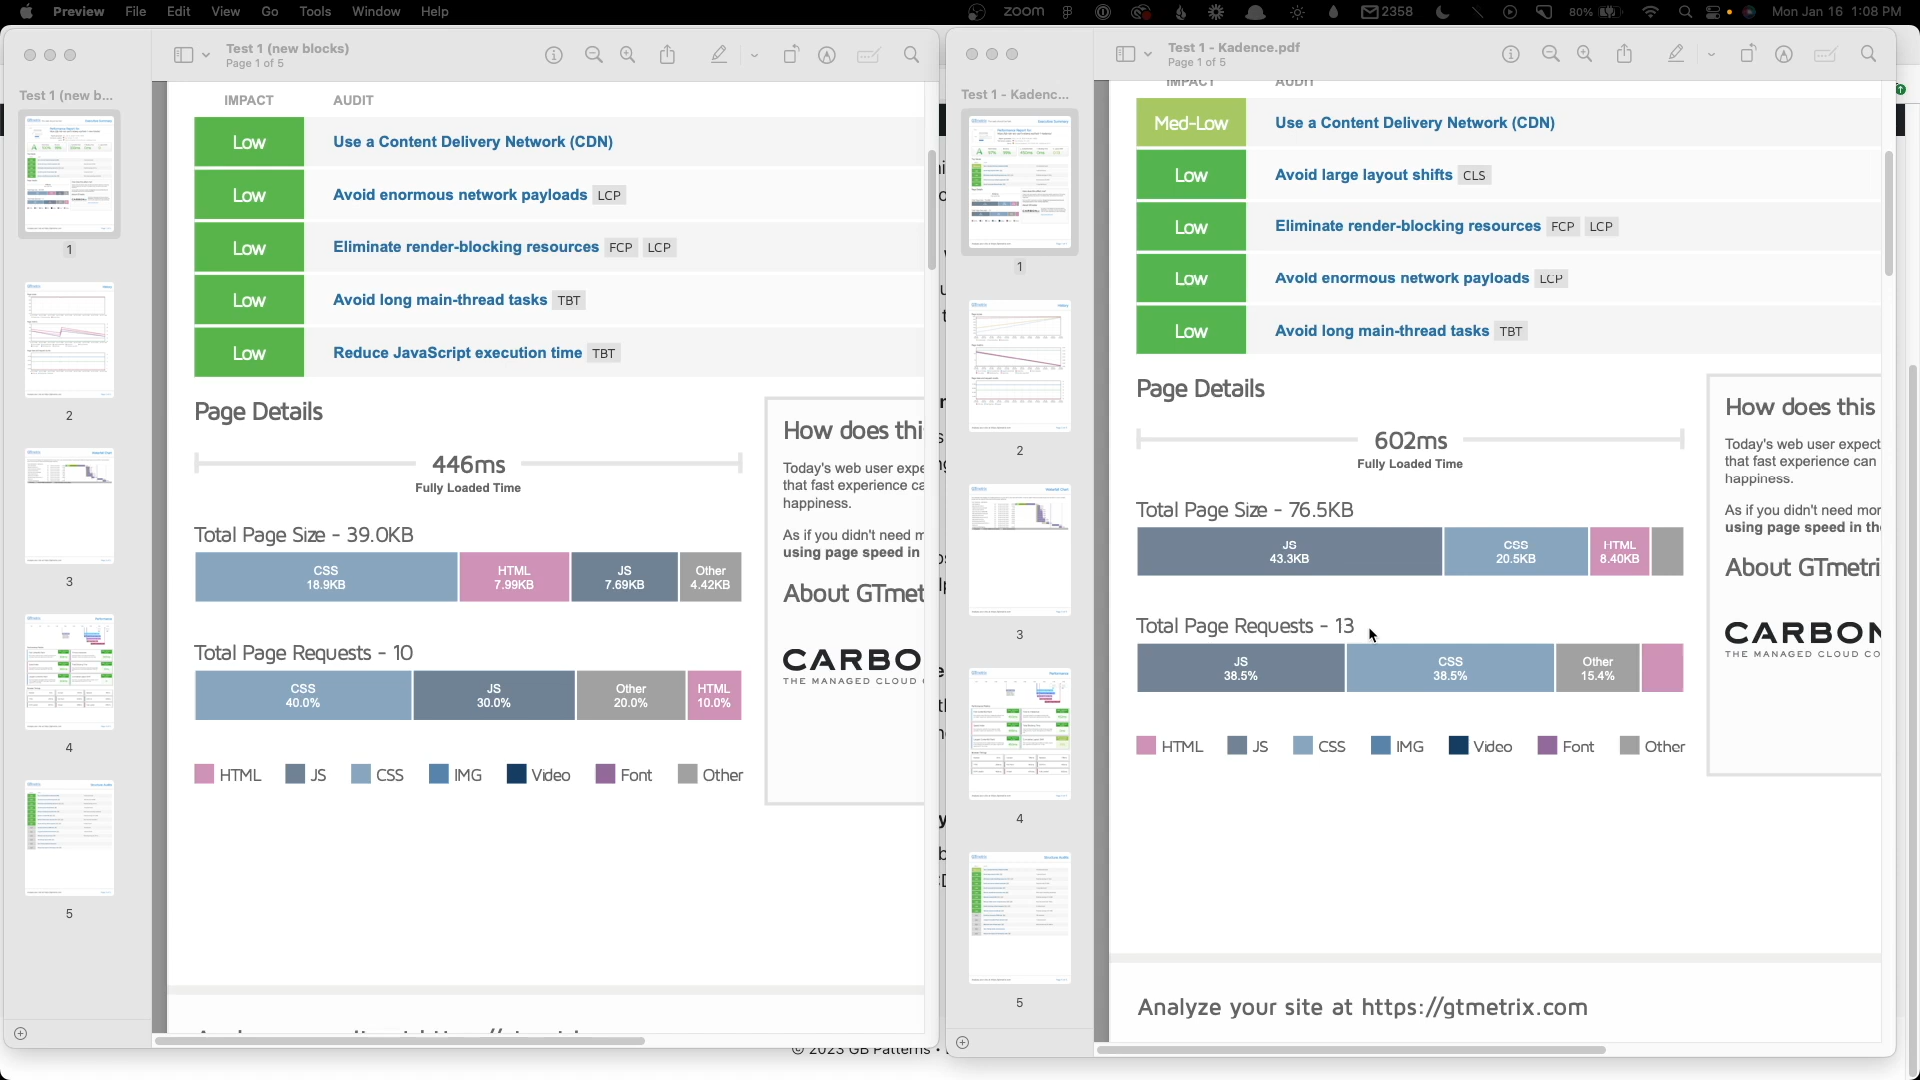 Preview File Edit View Go Tools Window Help
zoom 2358 80% Mon Jan 16 1:08 PM
Test 1 (new blocks)
Page 1 of 5
Test 1 (new b...
1
2
3
4
5
IMPACT AUDIT
Low Use a Content Delivery Network (CDN)
Low Avoid enormous network payloads LCP
Low Eliminate render-blocking resources FCP LCP
Low Avoid long main-thread tasks TBT
Low Reduce JavaScript execution time TBT
Page Details
446ms
Fully Loaded Time
Total Page Size - 39.0KB
CSS HTML JS Other
18.9KB 7.99KB 7.69KB 4.42KB
Total Page Requests - 10
CSS JS Other HTML
40.0% 30.0% 20.0% 10.0%
HTML JS CSS IMG Video Font Other
How does thi
Today's web user expe
that fast experience ca
happiness.
As if you didn't need m
using page speed in
About GTmet
CARBO
THE MANAGED CLOUD
© 2023 GB Patterns •
Test 1 - Kadence.pdf
Page 1 of 5
Test 1 - Kadenc...
1
2
3
4
5
IMPACT AUDIT
Med-Low Use a Content Delivery Network (CDN)
Low Avoid large layout shifts CLS
Low Eliminate render-blocking resources FCP LCP
Low Avoid enormous network payloads LCP
Low Avoid long main-thread tasks TBT
Page Details
602ms
Fully Loaded Time
Total Page Size - 76.5KB
JS CSS HTML
43.3KB 20.5KB 8.40KB
Total Page Requests - 13
JS CSS Other
38.5% 38.5% 15.4%
HTML JS CSS IMG Video Font Other
How does this
Today's web user expect
that fast experience can
happiness.
As if you didn't need mor
using page speed in th
About GTmetri
CARBON
THE MANAGED CLOUD CO
Analyze your site at https://gtmetrix.com